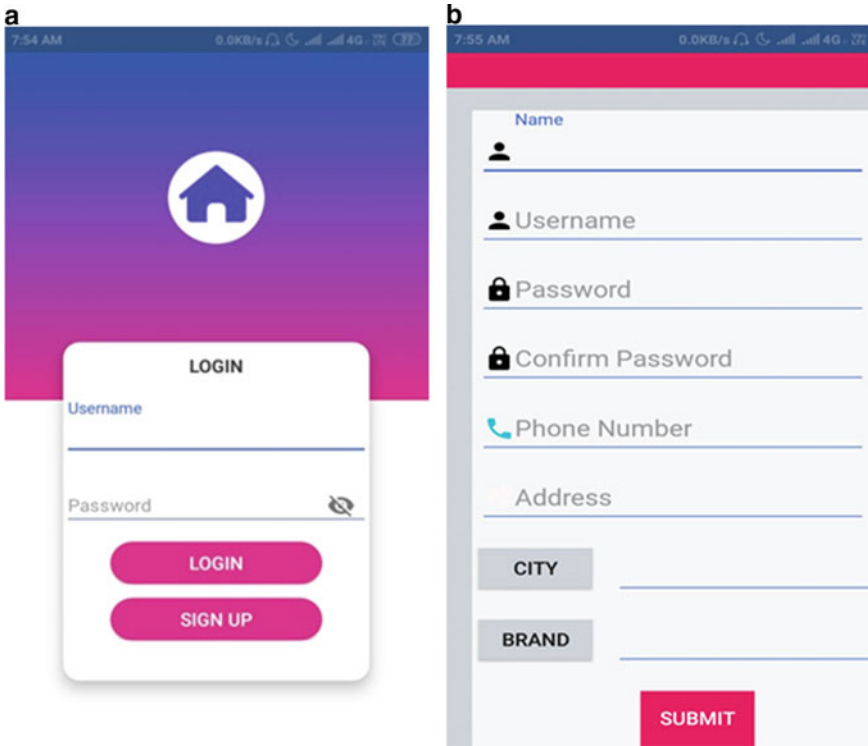 a
7:54 AM 0.0KB/s 4G 77
LOGIN
Username
Password
LOGIN
SIGN UP
b
7:55 AM 0.0KB/s 4G
Name
Username
Password
Confirm Password
Phone Number
Address
CITY
BRAND
SUBMIT